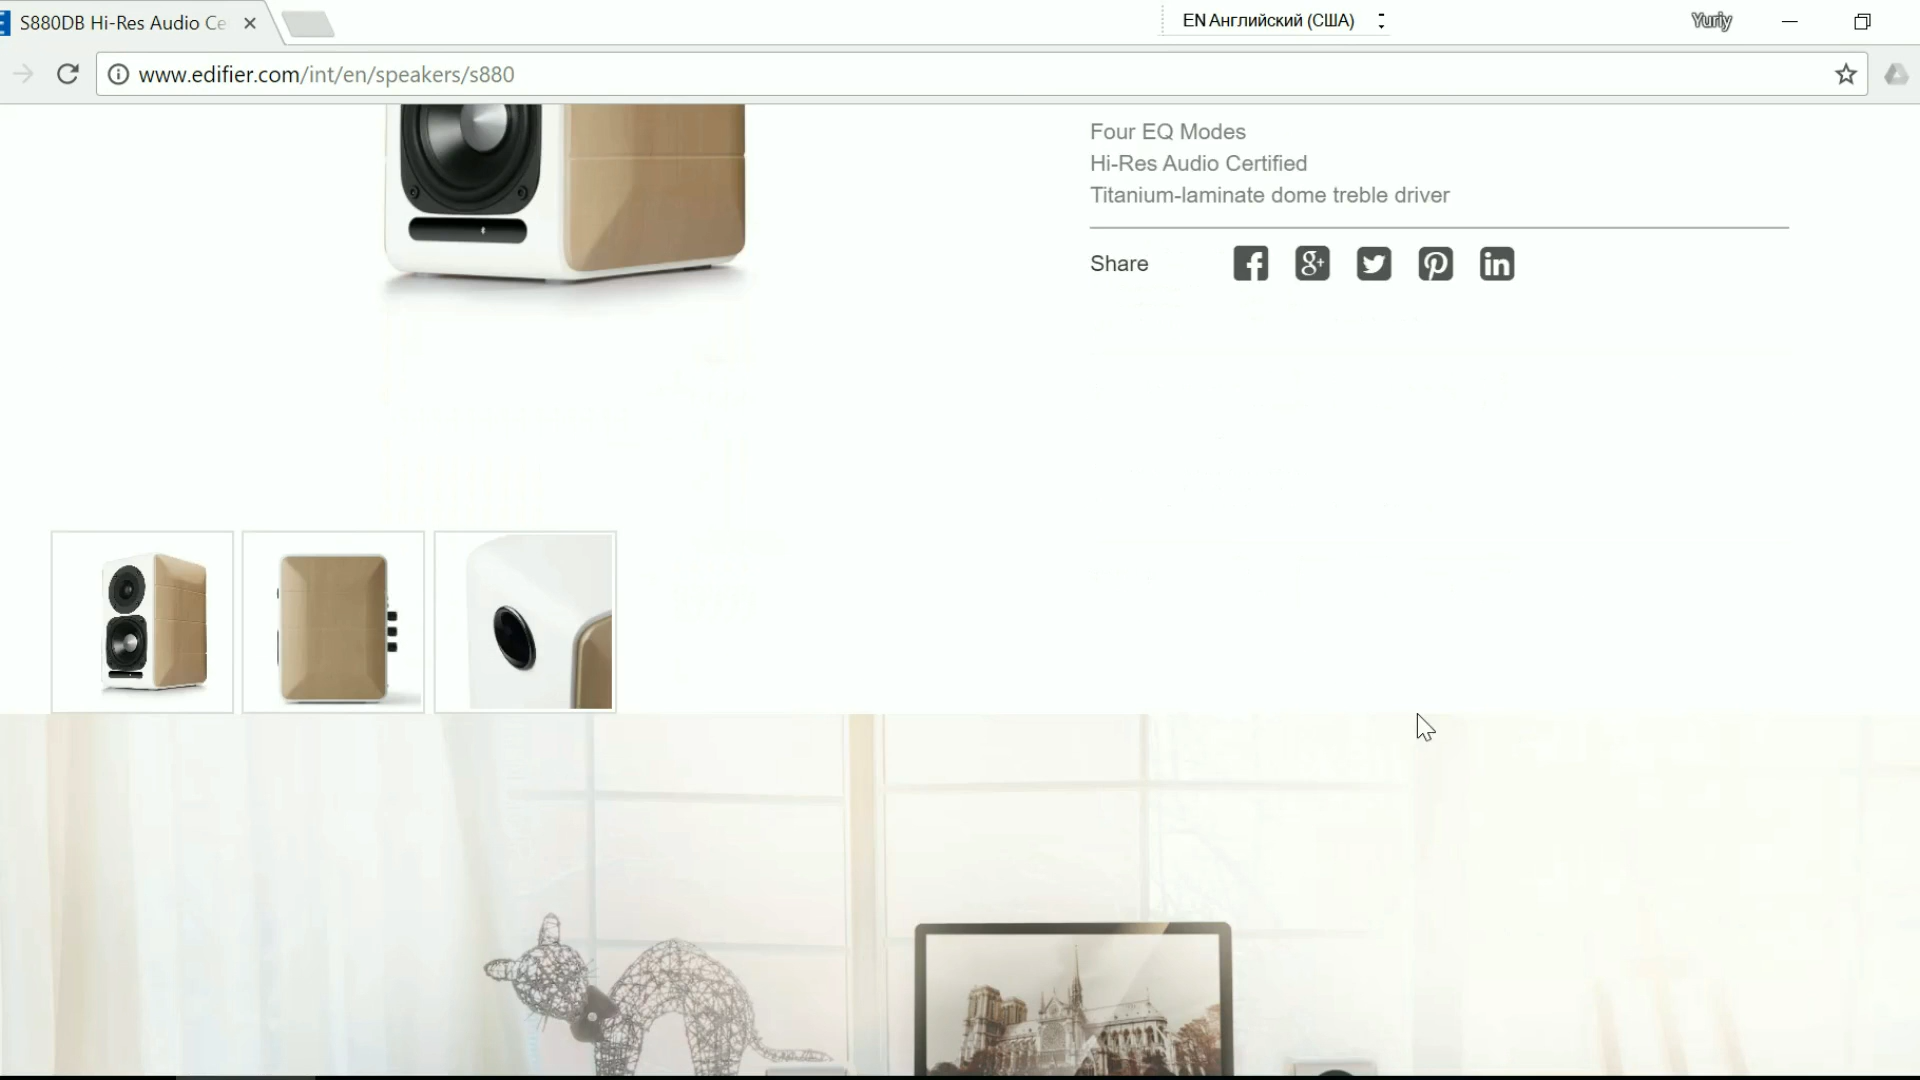 S880DB Hi-Res Audio Ce
EN Английский (США)
Yuriy
www.edifier.com/int/en/speakers/s880
Four EQ Modes
Hi-Res Audio Certified
Titanium-laminate dome treble driver
Share